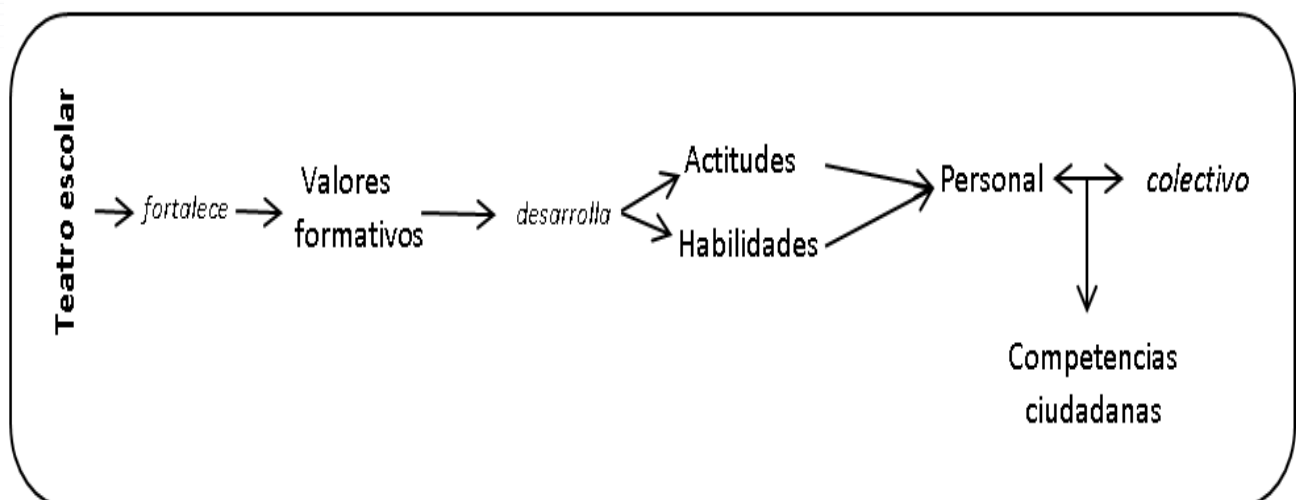 Teatro escolar
fortalece
Valores
formativos
desarrolla
Actitudes
Habilidades
Personal
colectivo
Competencias
ciudadanas